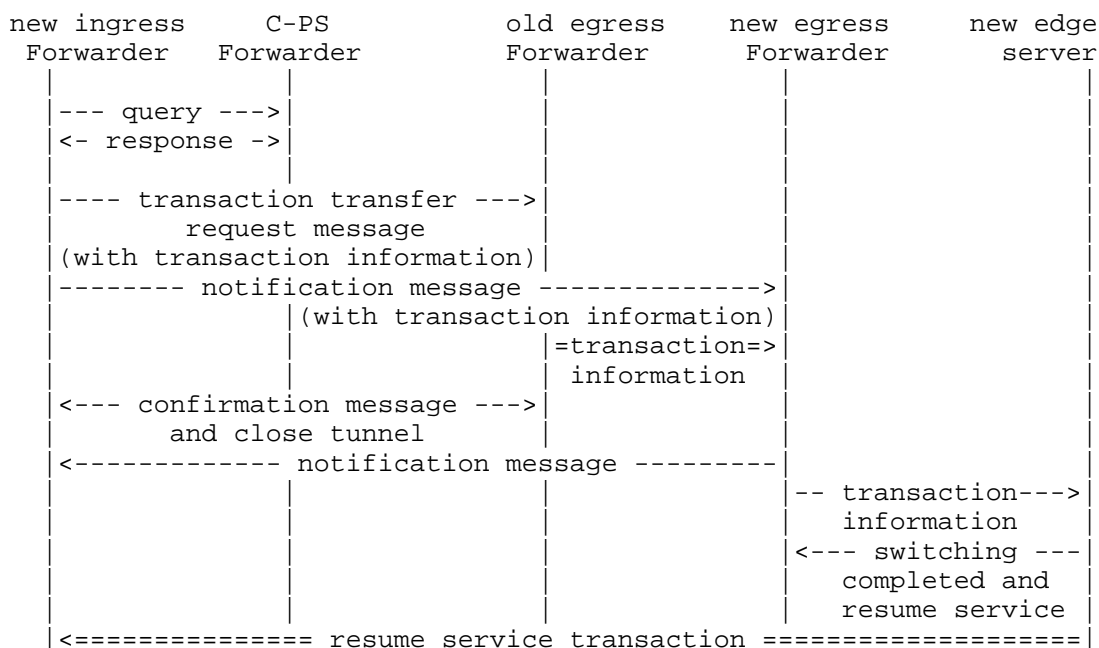 new ingress C-PS old egress new egress new edge
Forwarder Forwarder Forwarder Forwarder server
|--- query --->|
|<- response ->|
|---- transaction transfer --->|
request message
(with transaction information)
|-------- notification message -------------->|
(with transaction information)
|=transaction=>|
information
|<--- confirmation message --->|
and close tunnel
|<------------- notification message ---------|
|-- transaction--->|
information
|<--- switching ---|
completed and
resume service
|<=============== resume service transaction ====================|